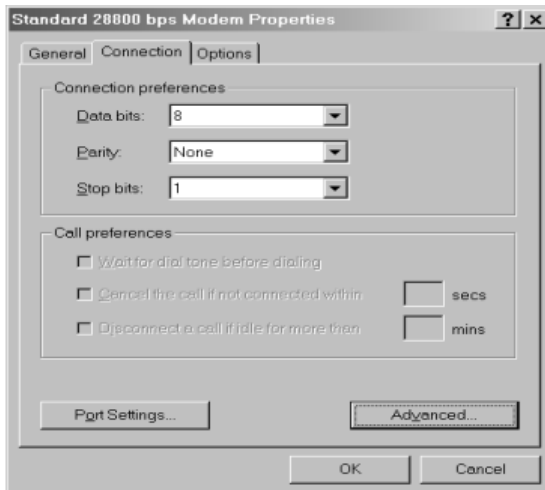 Standard 28800 bps Modem Properties
General Connection Options
Connection preferences
Data bits: 8
Parity: None
Stop bits: 1
Call preferences
Wait for dial tone before dialing
Cancel the call if not connected within secs
Disconnect a call if idle for more than mins
Port Settings... Advanced...
OK Cancel